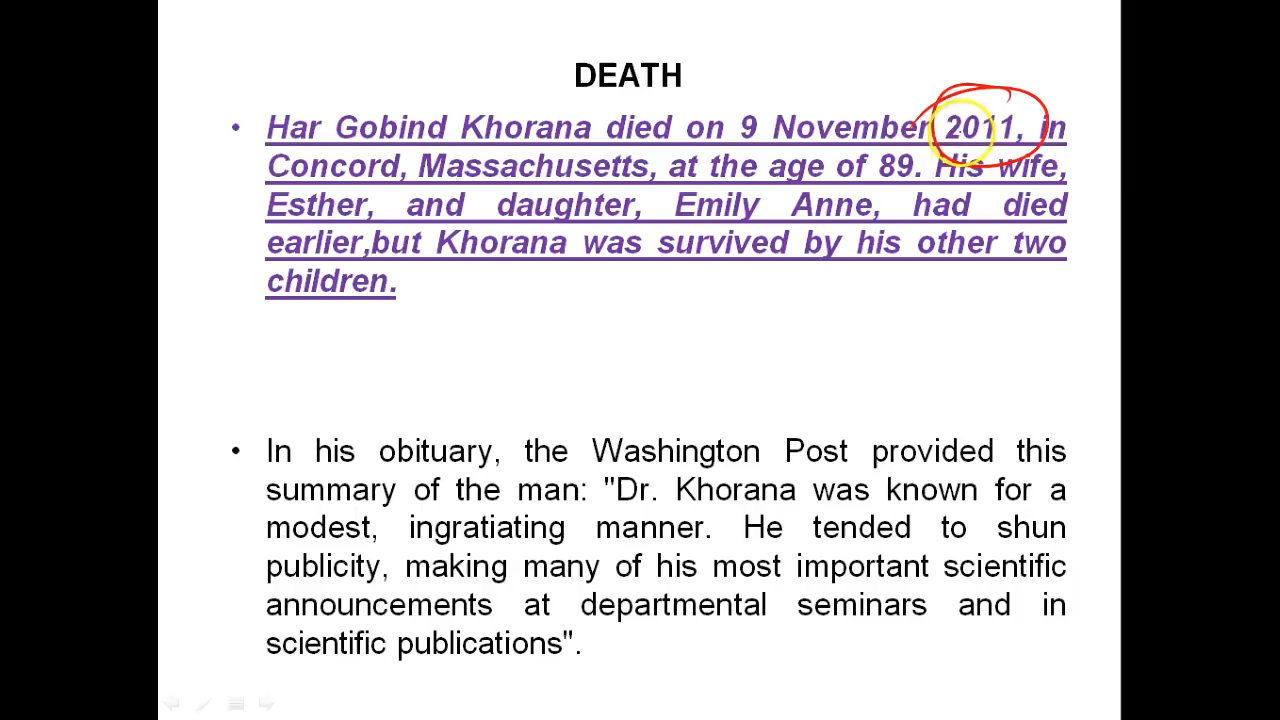 DEATH
• Har Gobind Khorana died on 9 November 2011, in
Concord, Massachusetts, at the age of 89. His wife,
Esther, and daughter, Emily Anne, had died
earlier,but Khorana was survived by his other two
children.
• In his obituary, the Washington Post provided this
summary of the man: "Dr. Khorana was known for a
modest, ingratiating manner. He tended to shun
publicity, making many of his most important scientific
announcements at departmental seminars and in
scientific publications".